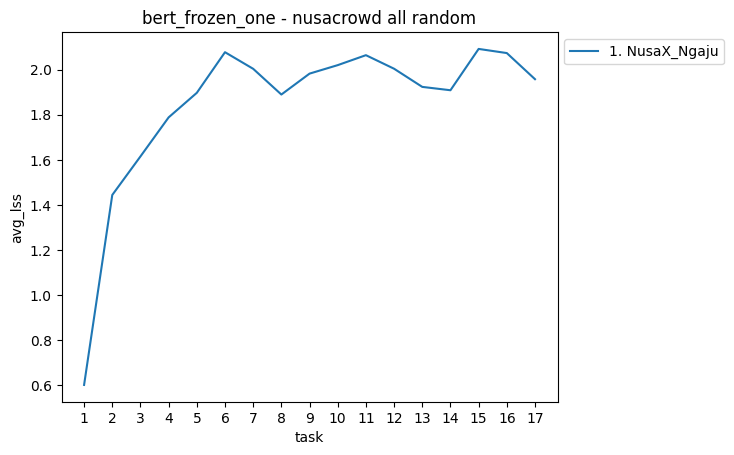 bert_frozen_one - nusacrowd all random
1. NusaX_Ngaju
avg_lss
2.0
1.8
1.6
1.4
1.2
1.0
0.8
0.6
1 2 3 4 5 6 7 8 9 10 11 12 13 14 15 16 17
task